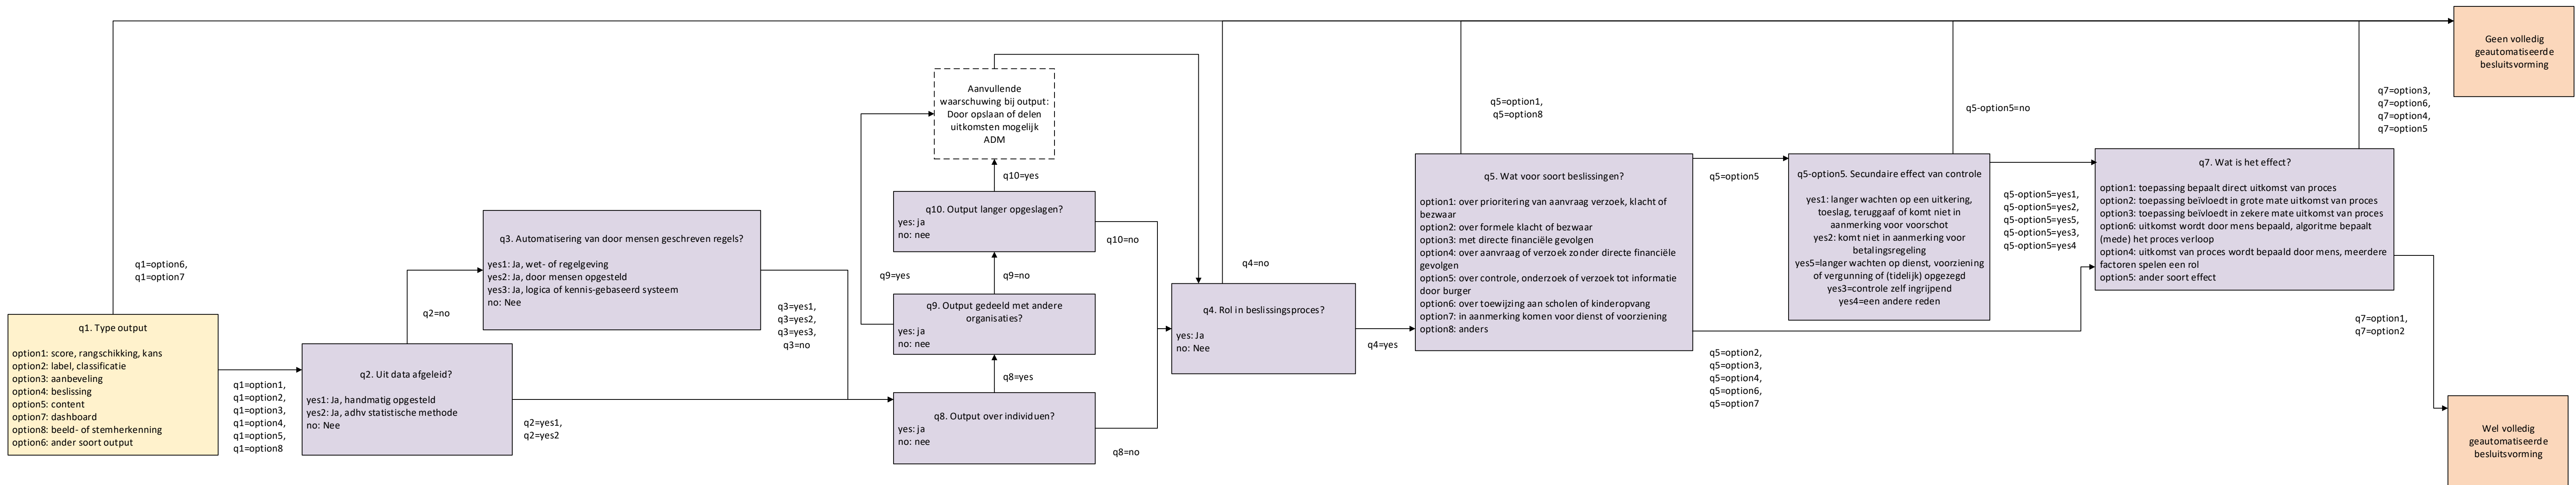 q1. Type output
option1: score, rangschikking, kans
option2: label, classificatie
option3: aanbeveling
option4: beslissing
option5: content
option7: dashboard
option8: beeld- of stemherkenning
option6: ander soort output
q1=option6,
q1=option7
q1=option1,
q1=option2,
q1=option3,
q1=option4,
q1=option5,
q1=option8
q2. Uit data afgeleid?
yes1: Ja, handmatig opgesteld
yes2: Ja, adhv statistische methode
no: Nee
q2=no
q2=yes1,
q2=yes2
q3. Automatisering van door mensen geschreven regels?
yes1: Ja, wet- of regelgeving
yes2: Ja, door mensen opgesteld
yes3: Ja, logica of kennis-gebaseerd systeem
no: Nee
q3=yes1,
q3=yes2,
q3=yes3,
q3=no
Aanvullende
waarschuwing bij output:
Door opslaan of delen
uitkomsten mogelijk
ADM
q10=yes
q10. Output langer opgeslagen?
yes: ja
no: nee
q10=no
q9=yes
q9=no
q9. Output gedeeld met andere
organisaties?
yes: ja
no: nee
q8=yes
q8. Output over individuen?
yes: ja
no: nee
q8=no
q4=no
q4. Rol in beslissingsproces?
yes: Ja
no: Nee
q4=yes
q5=option1,
q5=option8
q5. Wat voor soort beslissingen?
option1: over prioritering van aanvraag verzoek, klacht of
bezwaar
option2: over formele klacht of bezwaar
option3: met directe financiële gevolgen
option4: over aanvraag of verzoek zonder directe financiële
gevolgen
option5: over controle, onderzoek of verzoek tot informatie
door burger
option6: over toewijzing aan scholen of kinderopvang
option7: in aanmerking komen voor dienst of voorziening
option8: anders
q5=option5
q5=option2,
q5=option3,
q5=option4,
q5=option6,
q5=option7
q5-option5=no
q5-option5. Secundaire effect van controle
yes1: langer wachten op een uitkering,
toeslag, teruggaaf of komt niet in
aanmerking voor voorschot
yes2: komt niet in aanmerking voor
betalingsregeling
yes5=langer wachten op dienst, voorziening
of vergunning of (tidelijk) opgezegd
yes3=controle zelf ingrijpend
yes4=een andere reden
q5-option5=yes1,
q5-option5=yes2,
q5-option5=yes5,
q5-option5=yes3,
q5-option5=yes4
q7=option3,
q7=option6,
q7=option4,
q7=option5
q7. Wat is het effect?
option1: toepassing bepaalt direct uitkomst van proces
option2: toepassing beïvloedt in grote mate uitkomst van proces
option3: toepassing beïvloedt in zekere mate uitkomst van proces
option6: uitkomst wordt door mens bepaald, algoritme bepaalt
(mede) het proces verloop
option4: uitkomst van proces wordt bepaald door mens, meerdere
factoren spelen een rol
option5: ander soort effect
q7=option1,
q7=option2
Geen volledig
geautomatiseerde
besluitsvorming
Wel volledig
geautomatiseerde
besluitsvorming